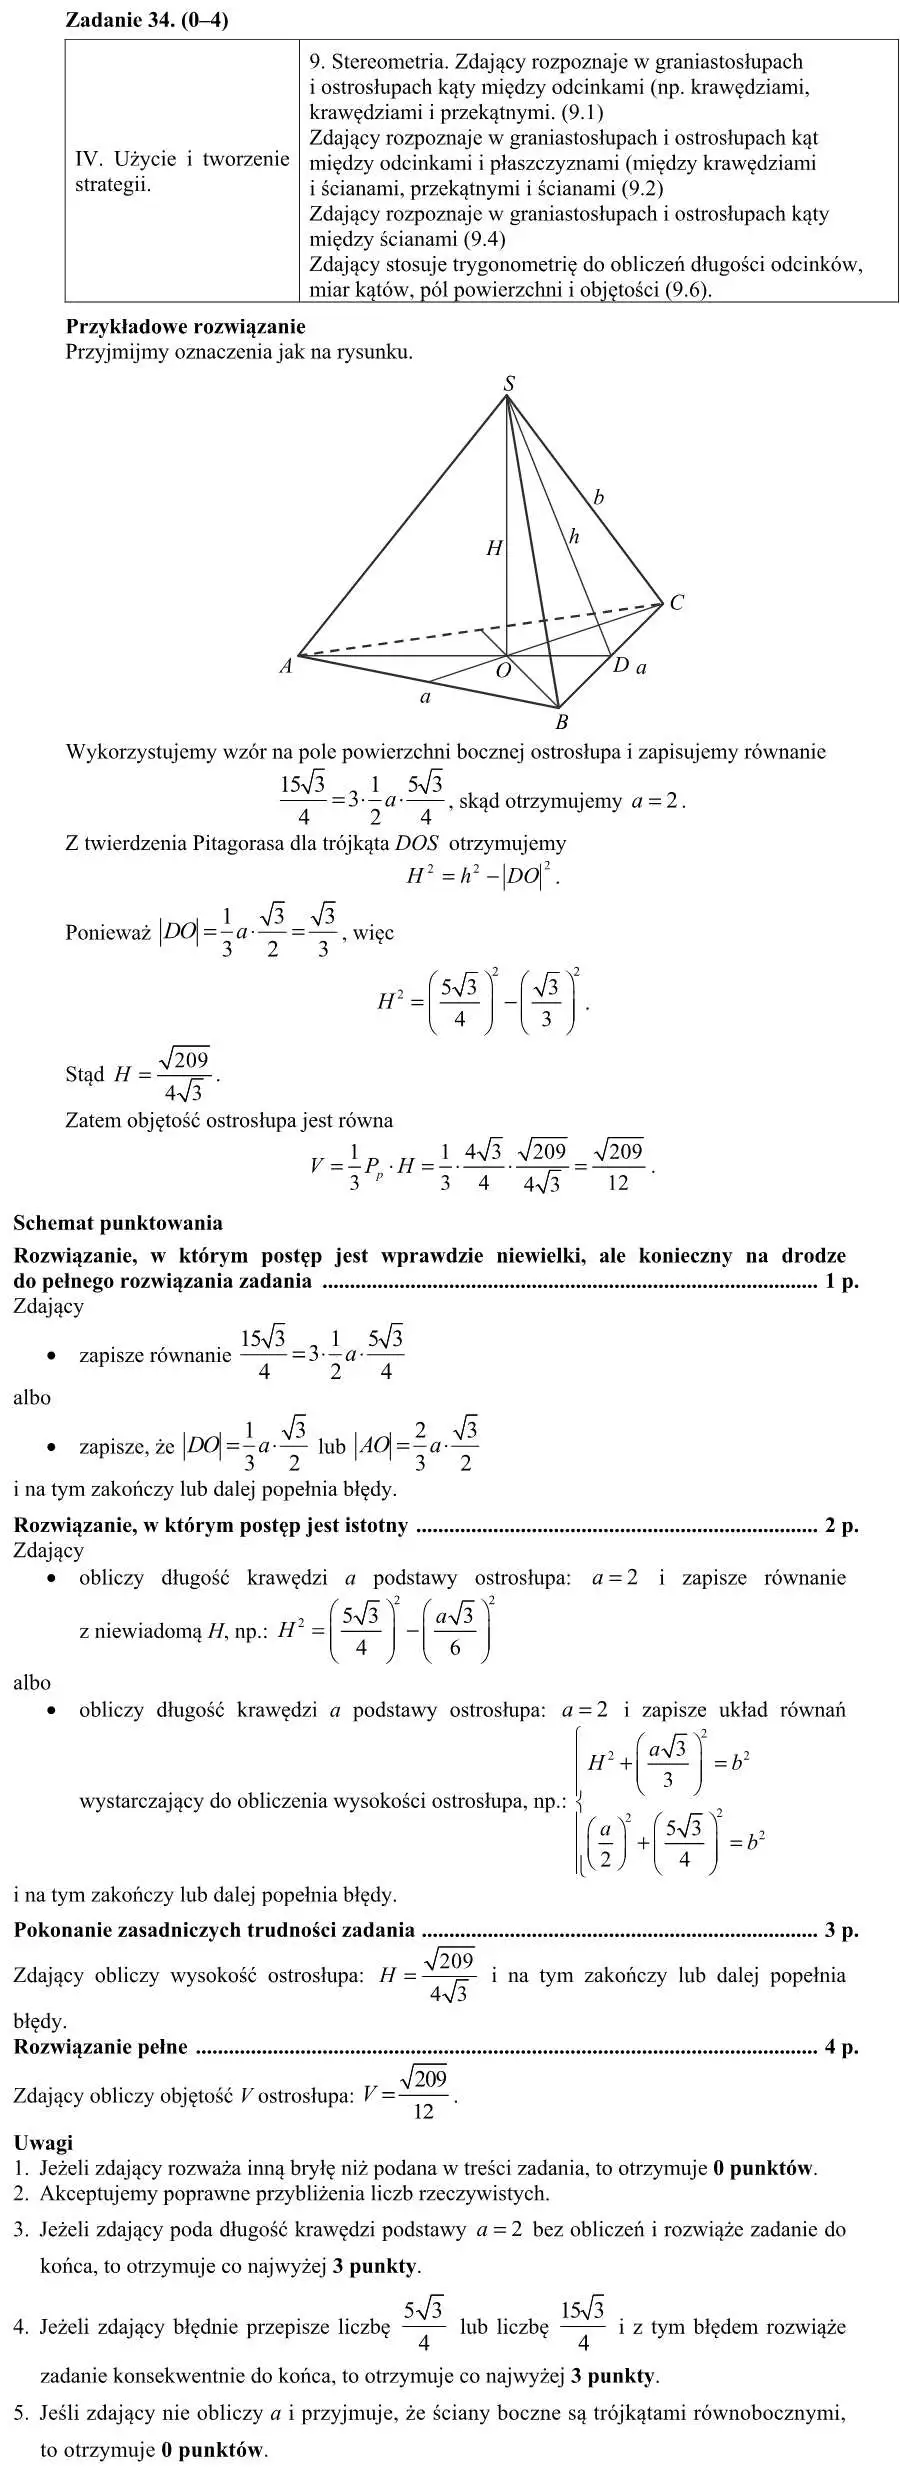 Zadanie 34. (0–4)
IV. Użycie i tworzenie
strategii.
9. Stereometria. Zdający rozpoznaje w graniastosłupach
i ostrosłupach kąty między odcinkami (np. krawędziami,
krawędziami i przekątnymi. (9.1)
Zdający rozpoznaje w graniastosłupach i ostrosłupach kąt
między odcinkami i płaszczyznami (między krawędziami
i ścianami, przekątnymi i ścianami (9.2)
Zdający rozpoznaje w graniastosłupach i ostrosłupach kąty
między ścianami (9.4)
Zdający stosuje trygonometrię do obliczeń długości odcinków,
miar kątów, pól powierzchni i objętości (9.6).
Przykładowe rozwiązanie
Przyjmijmy oznaczenia jak na rysunku.
S
b
H
h
C
A
O
D a
a
B
Wykorzystujemy wzór na pole powierzchni bocznej ostrosłupa i zapisujemy równanie
15√3/4 = 3·1/2 a·5√3/4, skąd otrzymujemy a = 2.
Z twierdzenia Pitagorasa dla trójkąta DOS otrzymujemy
H² = h² − |DO|².
Ponieważ |DO| = 1/3 a·√3/2 = √3/3, więc
H² = (5√3/4)² − (√3/3)².
Stąd H = √209/4√3.
Zatem objętość ostrosłupa jest równa
V = 1/3 Pₚ·H = 1/3·4√3/4·√209/4√3 = √209/12.
Schemat punktowania
Rozwiązanie, w którym postęp jest wprawdzie niewielki, ale konieczny na drodze
do pełnego rozwiązania zadania .......................................................................................... 1 p.
Zdający
• zapisze równanie 15√3/4 = 3·1/2 a·5√3/4
albo
• zapisze, że |DO| = 1/3 a·√3/2 lub |AO| = 2/3 a·√3/2
i na tym zakończy lub dalej popełnia błędy.
Rozwiązanie, w którym postęp jest istotny ......................................................................... 2 p.
Zdający
• obliczy długość krawędzi a podstawy ostrosłupa: a = 2 i zapisze równanie
z niewiadomą H, np.: H² = (5√3/4)² − (a√3/6)²
albo
• obliczy długość krawędzi a podstawy ostrosłupa: a = 2 i zapisze układ równań
wystarczający do obliczenia wysokości ostrosłupa, np.: { H² + (a√3/3)² = b²
(a/2)² + (5√3/4)² = b²
i na tym zakończy lub dalej popełnia błędy.
Pokonanie zasadniczych trudności zadania ........................................................................ 3 p.
Zdający obliczy wysokość ostrosłupa: H = √209/4√3 i na tym zakończy lub dalej popełnia
błędy.
Rozwiązanie pełne ................................................................................................................. 4 p.
Zdający obliczy objętość V ostrosłupa: V = √209/12.
Uwagi
1. Jeżeli zdający rozważa inną bryłę niż podana w treści zadania, to otrzymuje 0 punktów.
2. Akceptujemy poprawne przybliżenia liczb rzeczywistych.
3. Jeżeli zdający poda długość krawędzi podstawy a = 2 bez obliczeń i rozwiąże zadanie do
końca, to otrzymuje co najwyżej 3 punkty.
4. Jeżeli zdający błędnie przepisze liczbę 5√3/4 lub liczbę 15√3/4 i z tym błędem rozwiąże
zadanie konsekwentnie do końca, to otrzymuje co najwyżej 3 punkty.
5. Jeśli zdający nie obliczy a i przyjmuje, że ściany boczne są trójkątami równobocznymi,
to otrzymuje 0 punktów.